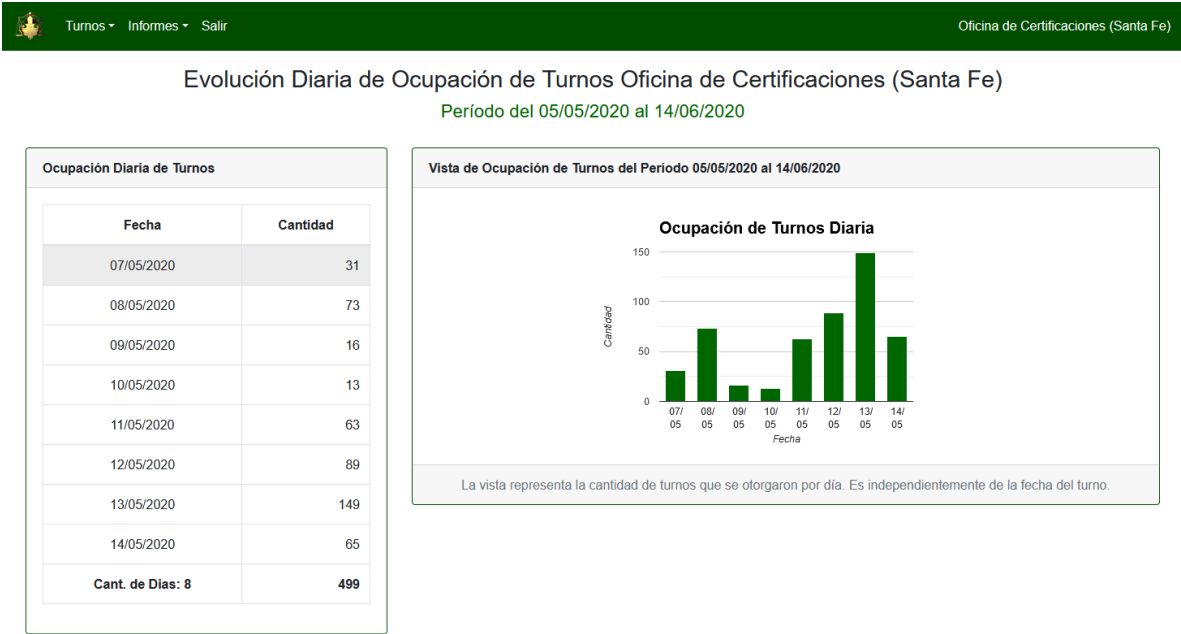 Turnos Informes Salir
Oficina de Certificaciones (Santa Fe)
Evolución Diaria de Ocupación de Turnos Oficina de Certificaciones (Santa Fe)
Período del 05/05/2020 al 14/06/2020
Ocupación Diaria de Turnos
Fecha Cantidad
07/05/2020 31
08/05/2020 73
09/05/2020 16
10/05/2020 13
11/05/2020 63
12/05/2020 89
13/05/2020 149
14/05/2020 65
Cant. de Dias: 8 499
Vista de Ocupación de Turnos del Período 05/05/2020 al 14/06/2020
Ocupación de Turnos Diaria
150
100
50
0
Cantidad
07/ 08/ 09/ 10/ 11/ 12/ 13/ 14/
05 05 05 05 05 05 05 05
Fecha
La vista representa la cantidad de turnos que se otorgaron por día. Es independientemente de la fecha del turno.